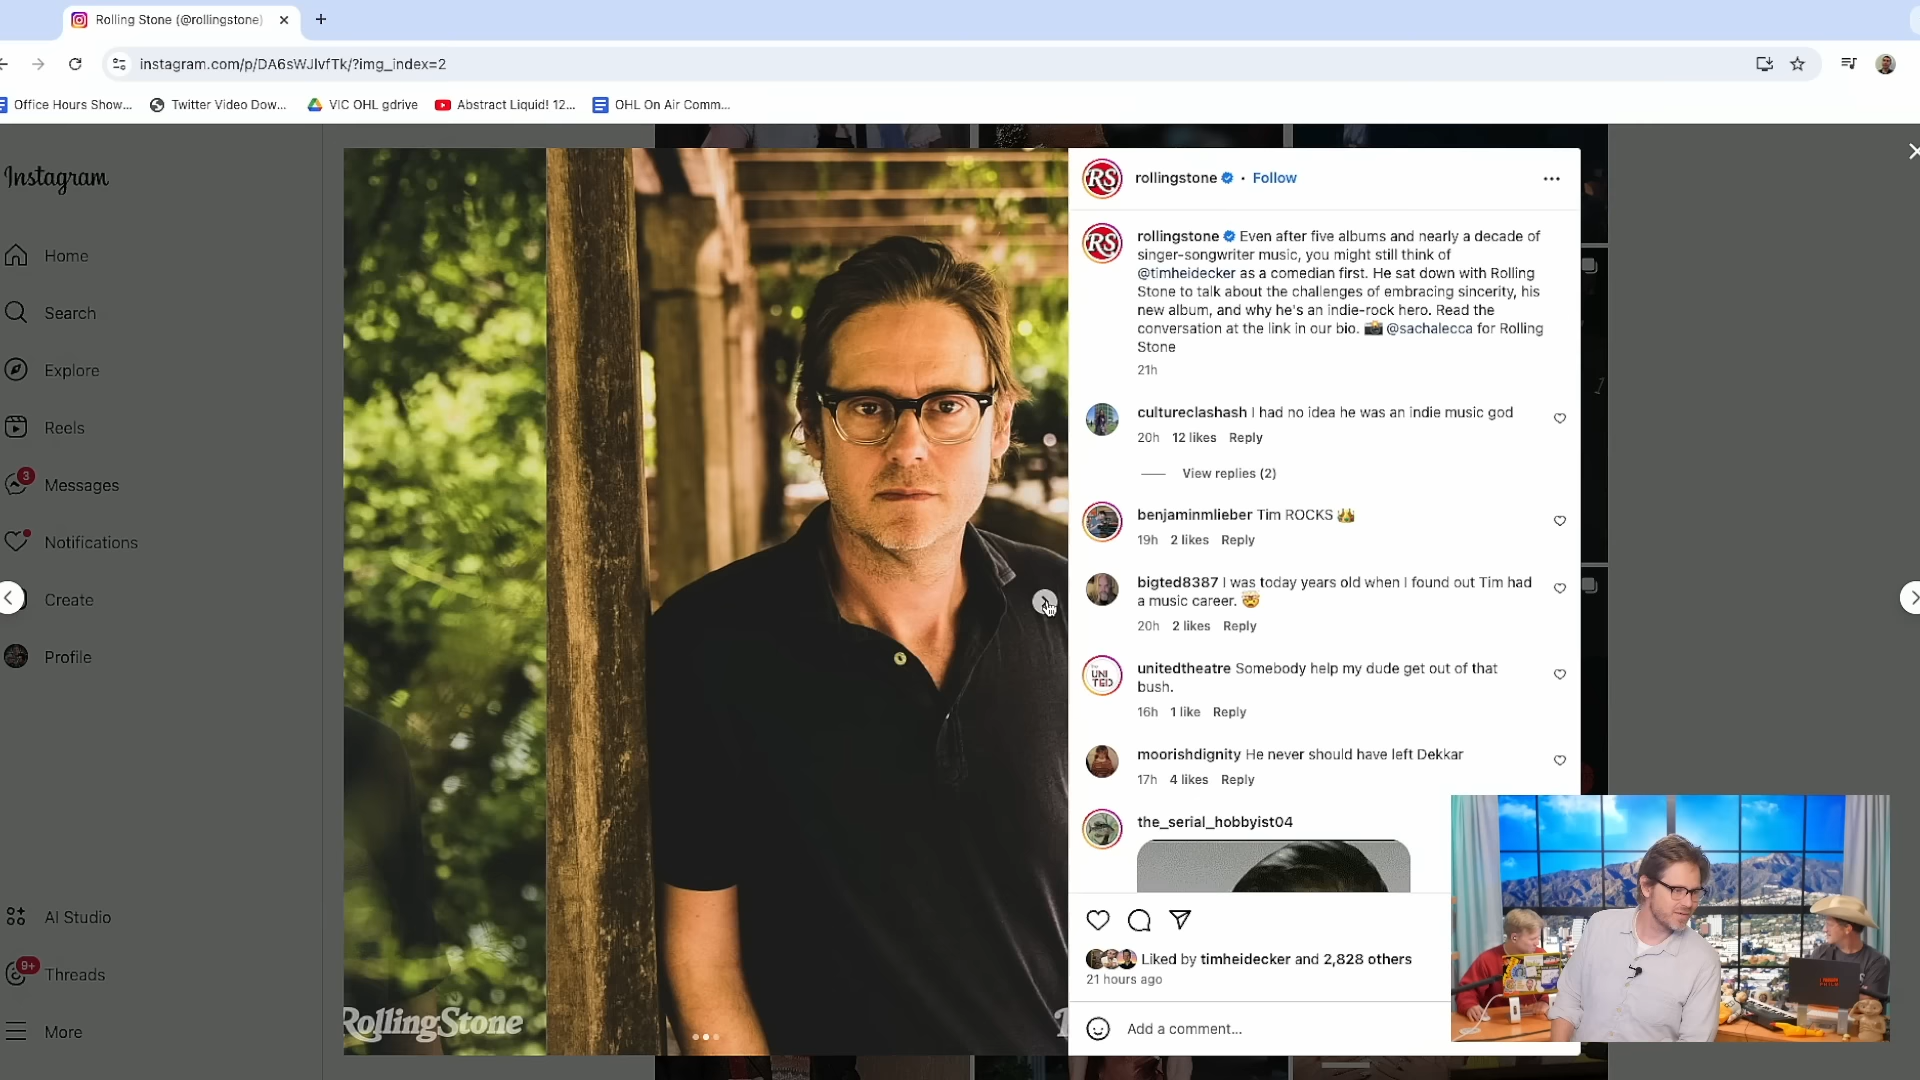 Rolling Stone (@rollingstone)
instagram.com/p/DA6sWJlvfTk/?img_index=2
Office Hours Show...
Twitter Video Dow...
VIC OHL gdrive
Abstract Liquid! 12...
OHL On Air Comm...
Instagram
Home
Search
Explore
Reels
3
Messages
Notifications
Create
Profile
AI Studio
9+
Threads
More
RollingStone
RS
rollingstone • Follow
RS
rollingstone Even after five albums and nearly a decade of
singer-songwriter music, you might still think of
@timheidecker as a comedian first. He sat down with Rolling
Stone to talk about the challenges of embracing sincerity, his
new album, and why he's an indie-rock hero. Read the
conversation at the link in our bio. 📸 @sachalecca for Rolling
Stone
21h
cultureclashash I had no idea he was an indie music god
20h 12 likes Reply
View replies (2)
benjaminmlieber Tim ROCKS 🙌
19h 2 likes Reply
bigted8387 I was today years old when I found out Tim had
a music career. 🤯
20h 2 likes Reply
UNI
TED
unitedtheatre Somebody help my dude get out of that
bush.
16h 1 like Reply
moorishdignity He never should have left Dekkar
17h 4 likes Reply
the_serial_hobbyist04
Liked by timheidecker and 2,828 others
21 hours ago
Add a comment...